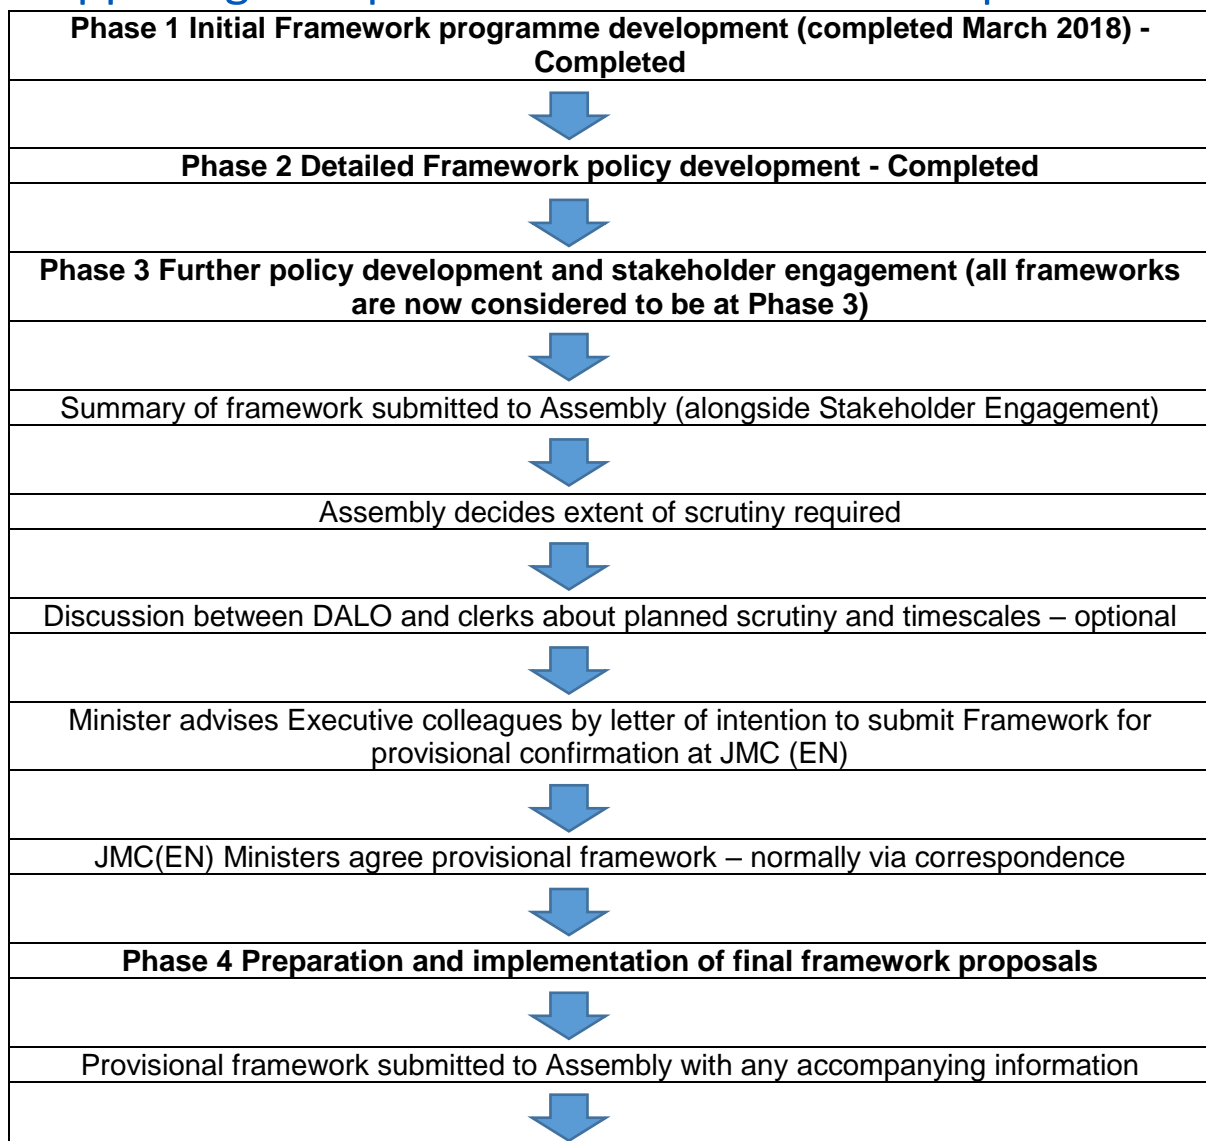 Phase 1 Initial Framework programme development (completed March 2018) -
Completed
Phase 2 Detailed Framework policy development - Completed
Phase 3 Further policy development and stakeholder engagement (all frameworks
are now considered to be at Phase 3)
Summary of framework submitted to Assembly (alongside Stakeholder Engagement)
Assembly decides extent of scrutiny required
Discussion between DALO and clerks about planned scrutiny and timescales – optional
Minister advises Executive colleagues by letter of intention to submit Framework for
provisional confirmation at JMC (EN)
JMC(EN) Ministers agree provisional framework – normally via correspondence
Phase 4 Preparation and implementation of final framework proposals
Provisional framework submitted to Assembly with any accompanying information